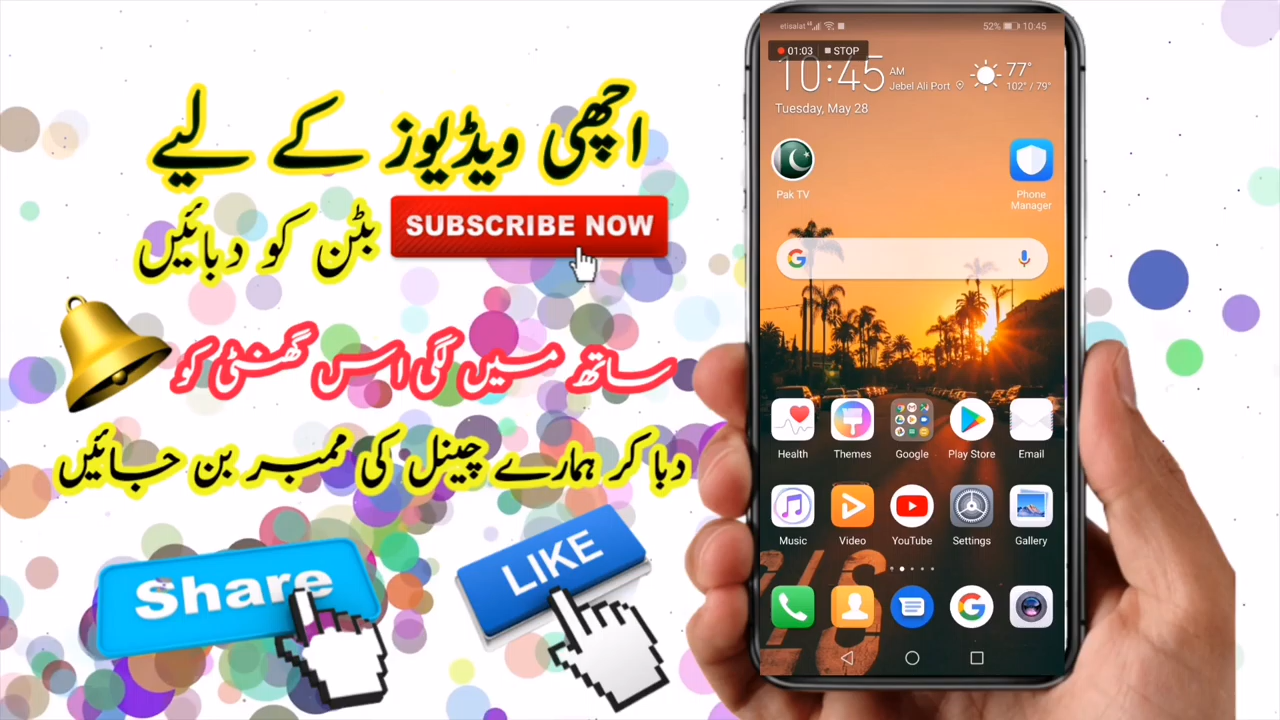 اچھی ویڈیوز کے لیے
SUBSCRIBE NOW بٹن کو دبائیں
ساتھ میں لگی اس گھنٹی کو
دبا کر ہمارے چینل کی ممبر بن جائیں
Share
LIKE
etisalat 52% 10:45
01:03 STOP
10:45 AM
Jebel Ali Port
77°
102° / 79°
Tuesday, May 28
Pak TV
Phone Manager
Health Themes Google Play Store Email
Music Video YouTube Settings Gallery